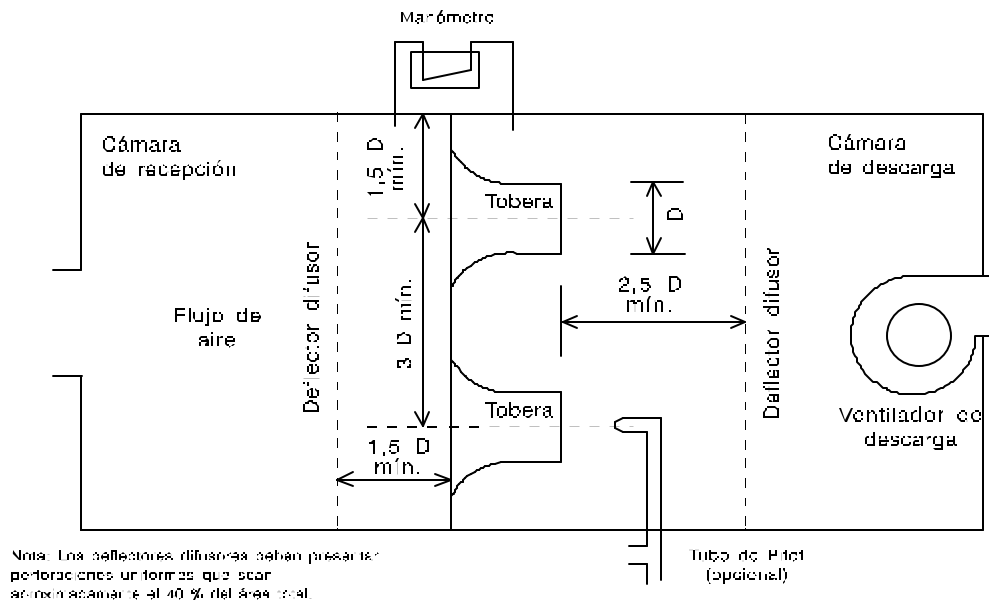 Manómetro
Cámara
de recepción
1,5 D
mín.
Tobera
D
Cámara
de descarga
Flujo de
aire
Deflector difusor
3 D mín.
2,5 D
mín.
Deflector difusor
Tobera
1,5 D
mín.
Ventilador de
descarga
Tubo de Pitot
(opcional)
Nota: Los deflectores difusores deben presentar
perforaciones uniformes que sean
aproximadamente el 40 % del área total.